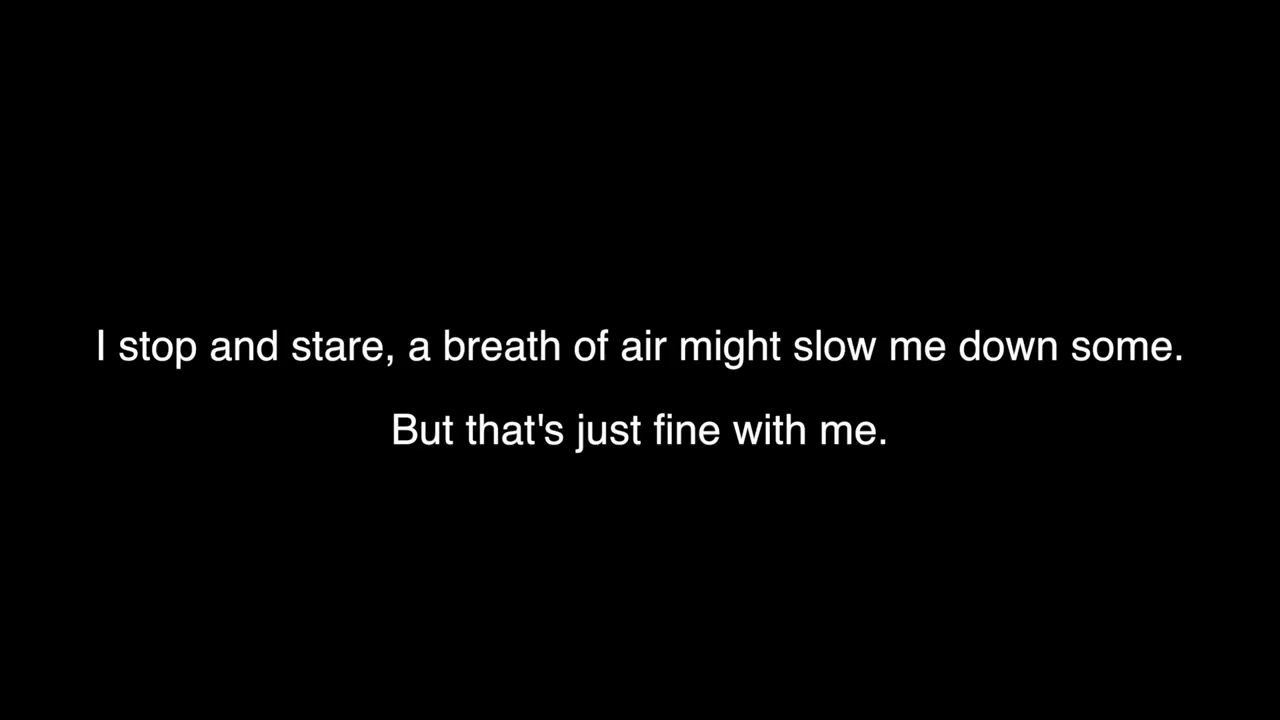 I stop and stare, a breath of air might slow me down some.
But that's just fine with me.